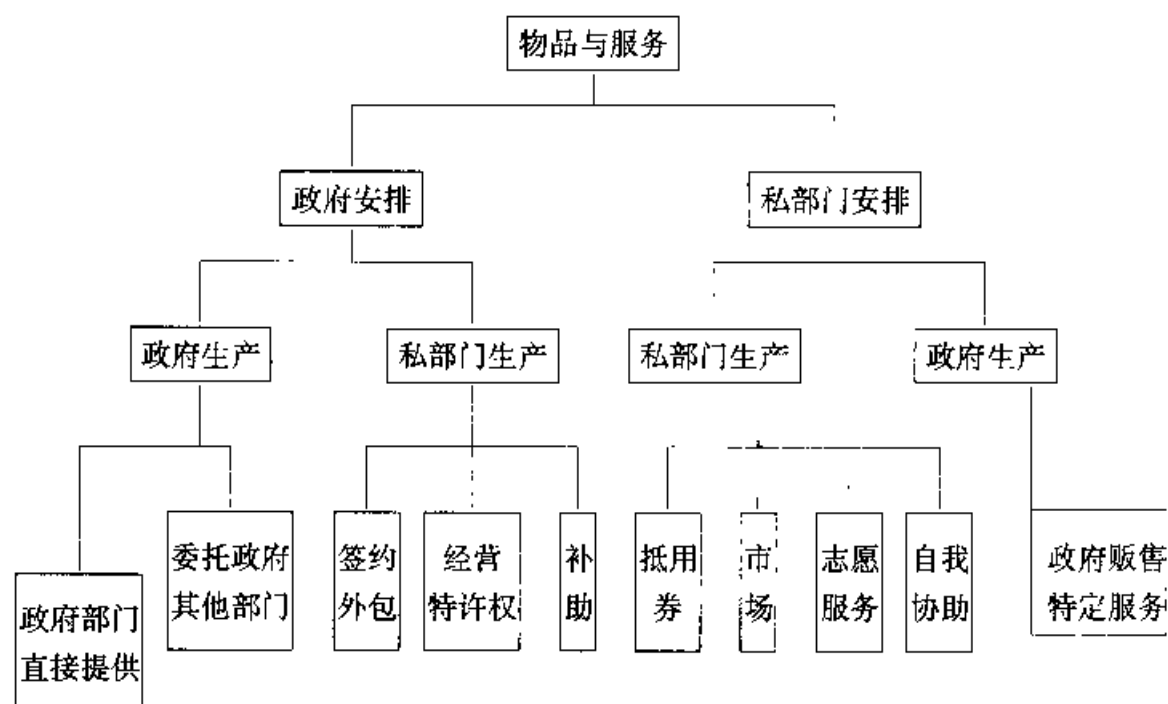 物品与服务
政府安排
私部门安排
政府生产
私部门生产
私部门生产
政府生产
政府部门
直接提供
委托政府
其他部门
签约
外包
经营
特许权
补
助
抵用
券
市
场
志愿
服务
自我
协助
政府贩售
特定服务